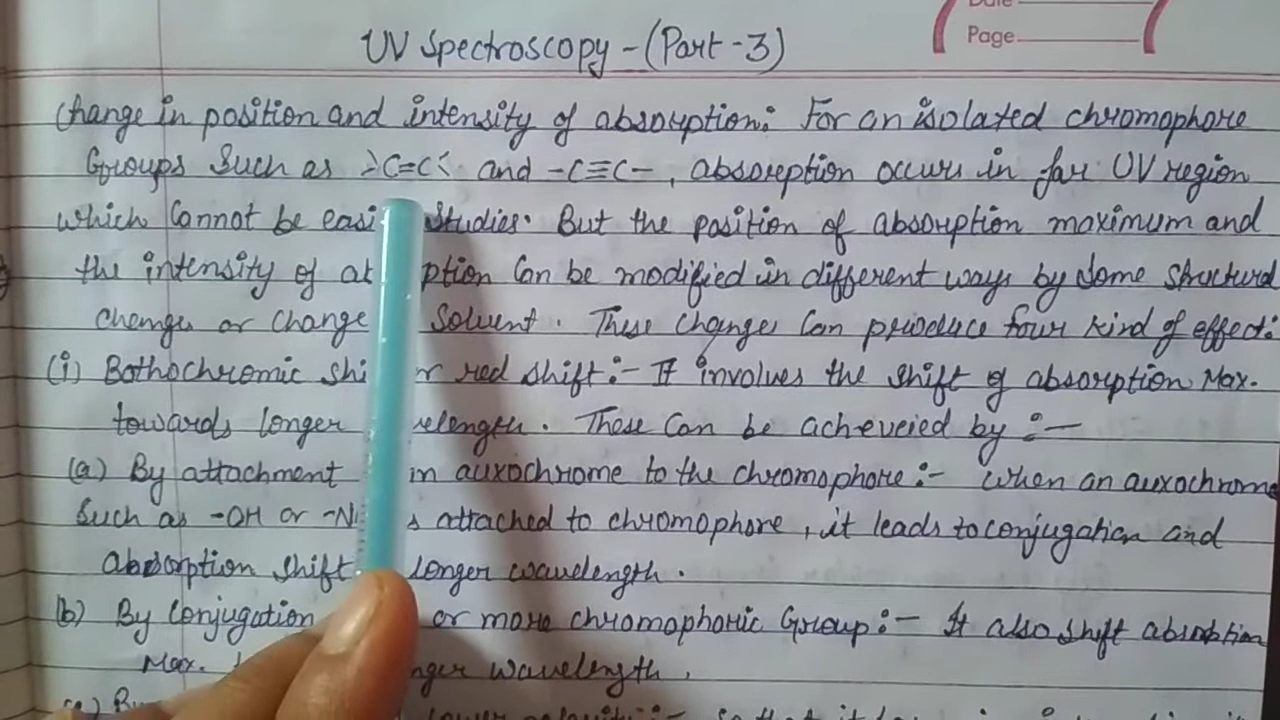 Date
Page
UV Spectroscopy - (Part - 3)
Change in position and intensity of absorption: For an isolated chromophore
Groups Such as >C=C< and -C≡C-, absorption occurs in far UV region
which Cannot be easi studies. But the position of absorption maximum and
the intensity of ab ption Can be modified in different ways by some structural
Change or Change Solvent. These Changes Can produce four kind of effect:
(i) Bathochromic shi r red shift:- It involves the shift of absorption Max.
towards longer elength. These Can be acheveied by :-
(a) By attachment in auxochrome to the chromophore:- When an auxochrome
Such as -OH or -N s attached to chromophore, it leads to conjugation and
absorption shift longer wavelength.
(b) By Conjugation or more chromophoric Group:- It also shift absorbtion
Max. nger wavelength.